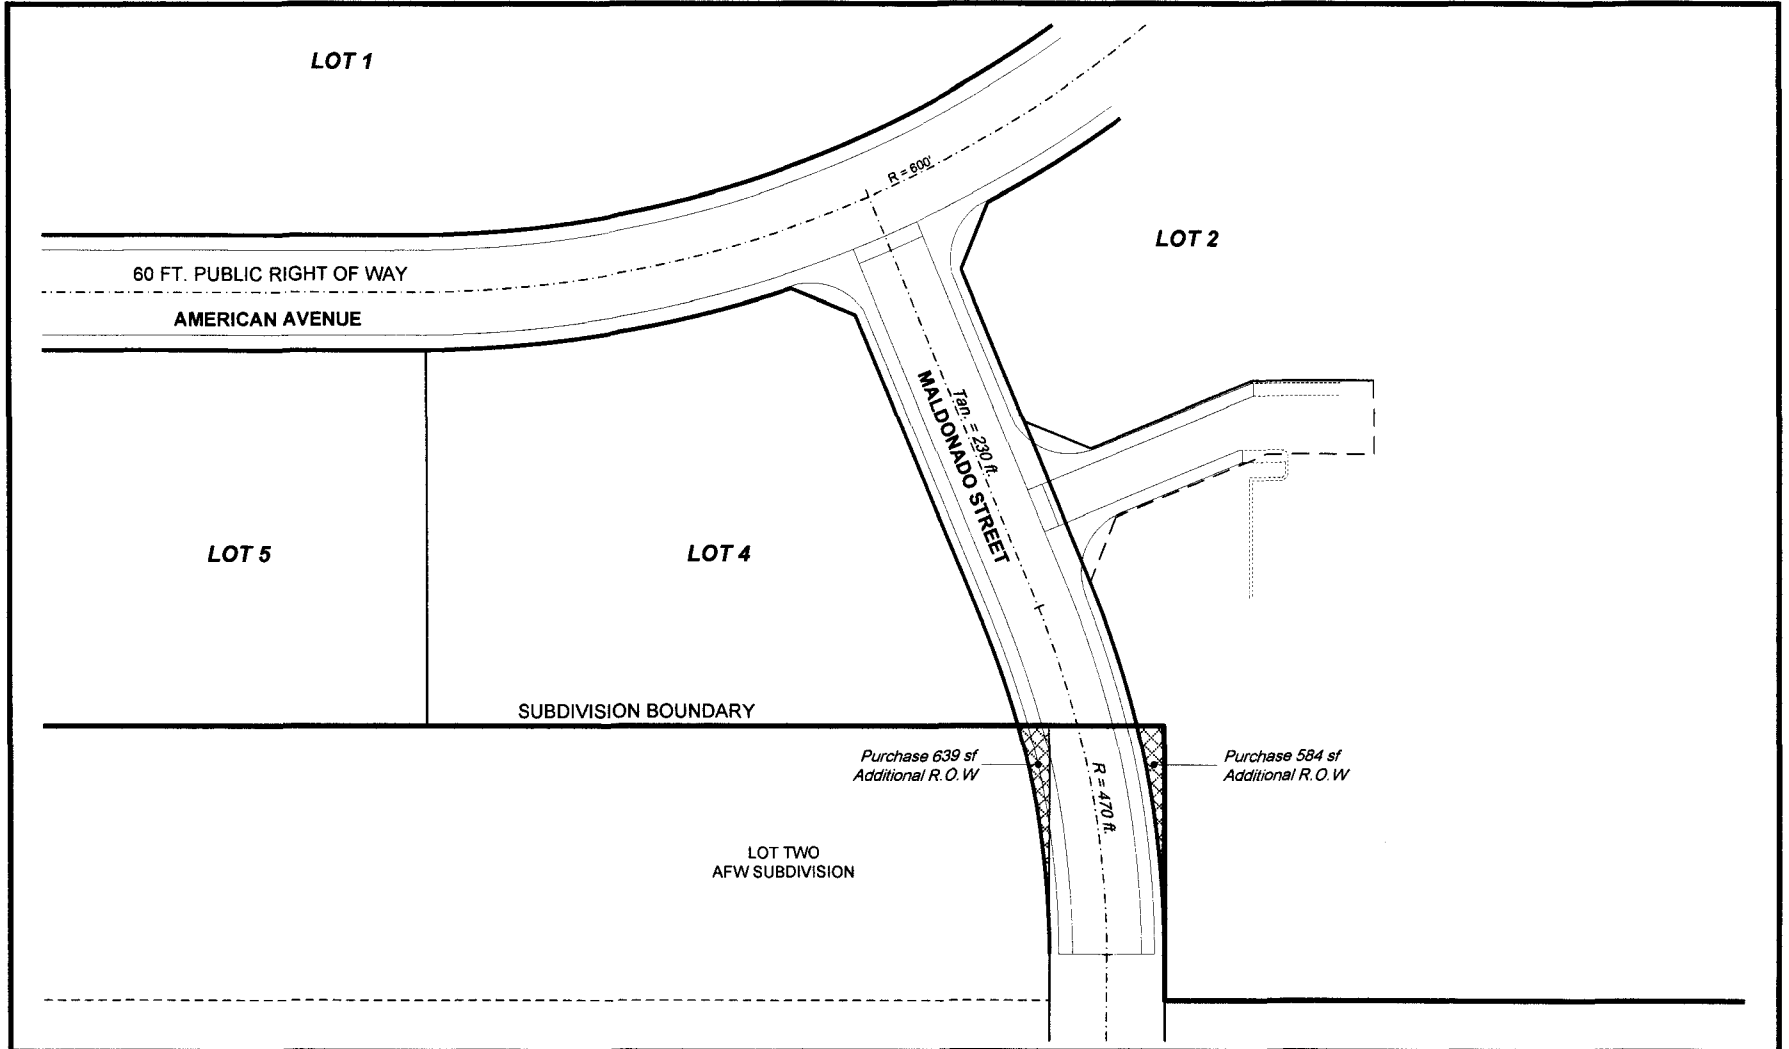 LOT 1
R = 600'
LOT 2
60 FT. PUBLIC RIGHT OF WAY
AMERICAN AVENUE
Tan. = 230 ft.
MALDONADO STREET
LOT 5
LOT 4
SUBDIVISION BOUNDARY
Purchase 639 sf
Additional R.O.W
Purchase 584 sf
Additional R.O.W
R = 470 ft.
LOT TWO
AFW SUBDIVISION